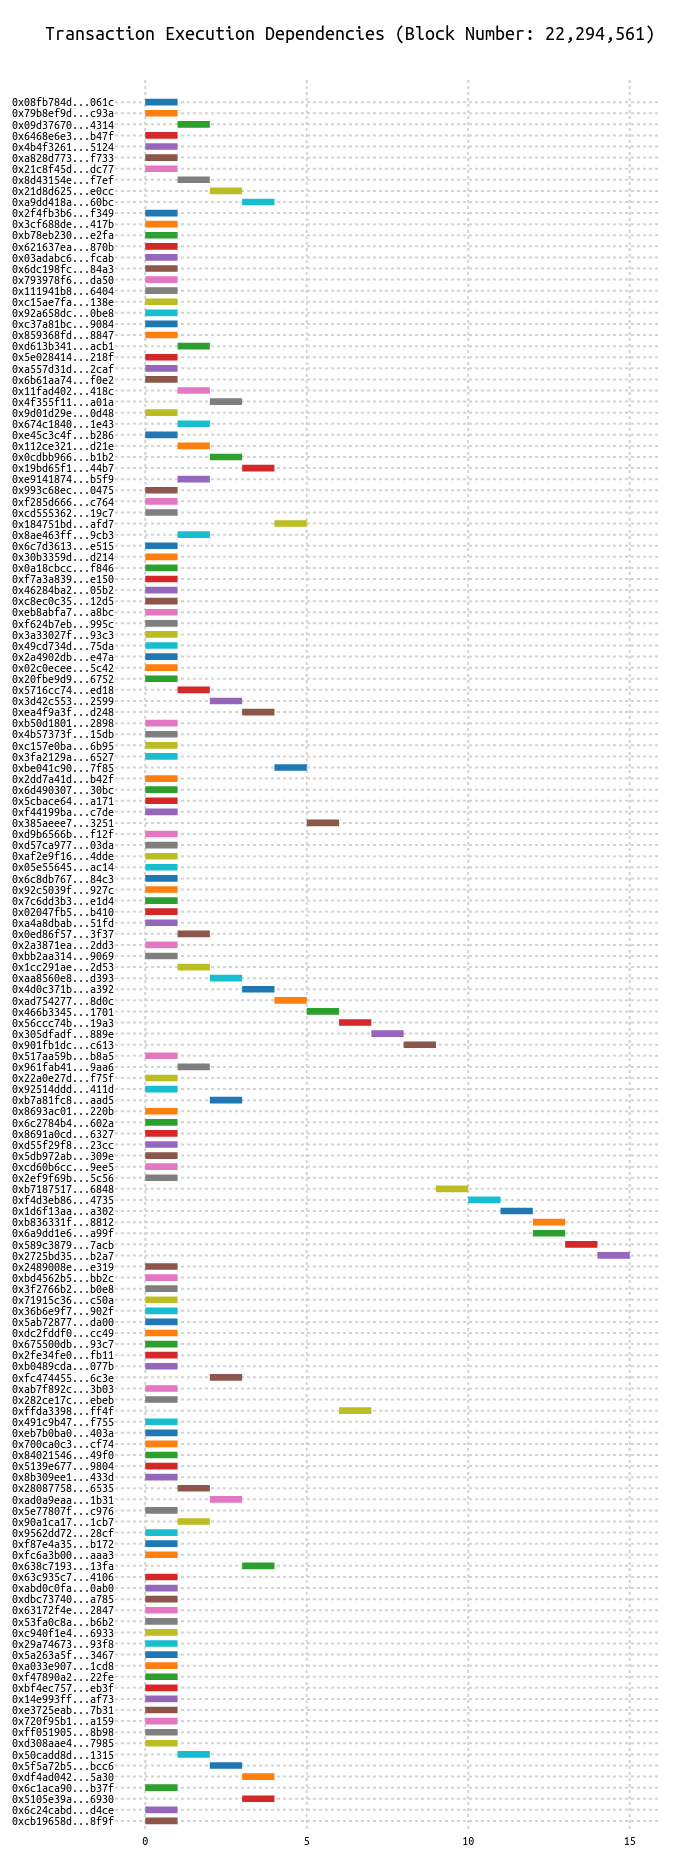 Transaction Execution Dependencies (Block Number: 22,294,561)
0x08fb784d...061c
0x79b8ef9d...c93a
0x09d37670...4314
0x6468e6e3...b47f
0x4b4f3261...5124
0xa828d773...f733
0x21c8f45d...dc77
0x8d43154e...f7ef
0x21d8d625...e0cc
0xa9dd418a...60bc
0x2f4fb3b6...f349
0x3cf688de...417b
0xb78eb230...e2fa
0x621637ea...870b
0x03adabc6...fcab
0x6dc198fc...84a3
0x793978f6...da50
0x111941b8...6404
0xc15ae7fa...138e
0x92a658dc...0be8
0xc37a81bc...9084
0x859368fd...8847
0xd613b341...acb1
0x5e028414...218f
0xa557d31d...2caf
0x6b61aa74...f0e2
0x11fad402...418c
0x4f355f11...a01a
0x9d01d29e...0d48
0x674c1840...1e43
0xe45c3c4f...b286
0x112ce321...d21e
0x0cdbb966...b1b2
0x19bd65f1...44b7
0xe9141874...b5f9
0x993c68ec...0475
0xf285d666...c764
0xcd555362...19c7
0x184751bd...afd7
0x8ae463ff...9cb3
0x6c7d3613...e515
0x30b3359d...d214
0x0a18cbcc...f846
0xf7a3a839...e150
0x46284ba2...05b2
0xc8ec0c35...12d5
0xeb8abfa7...a8bc
0xf624b7eb...995c
0x3a33027f...93c3
0x49cd734d...75da
0x2a4902db...e47a
0x02c0ecee...5c42
0x20fbe9d9...6752
0x5716cc74...ed18
0x3d42c553...2599
0xea4f9a3f...d248
0xb50d1801...2898
0x4b57373f...15db
0xc157e0ba...6b95
0x3fa2129a...6527
0xbe041c90...7f85
0x2dd7a41d...b42f
0x6d490307...30bc
0x5cbace64...a171
0xf44199ba...c7de
0x385aeee7...3251
0xd9b6566b...f12f
0xd57ca977...03da
0xaf2e9f16...4dde
0x05e55645...ac14
0x6c8db767...84c3
0x92c5039f...927c
0x7c6dd3b3...e1d4
0x02047fb5...b410
0xa4a8dbab...51fd
0x0ed86f57...3f37
0x2a3871ea...2dd3
0xbb2aa314...9069
0x1cc291ae...2d53
0xaa8560e8...d393
0x4d0c371b...a392
0xad754277...8d0c
0x466b3345...1701
0x56ccc74b...19a3
0x305dfadf...889e
0x901fb1dc...c613
0x517aa59b...b8a5
0x961fab41...9aa6
0x22a0e27d...f75f
0x92514ddd...411d
0xb7a81fc8...aad5
0x8693ac01...220b
0x6c2784b4...602a
0x8691a0cd...6327
0xd55f29f8...23cc
0x5db972ab...309e
0xcd60b6cc...9ee5
0x2ef9f69b...5c56
0xb7187517...6848
0xf4d3eb86...4735
0x1d6f13aa...a302
0xb836331f...8812
0x6a9dd1e6...a99f
0x589c3879...7acb
0x2725bd35...b2a7
0x2489008e...e319
0xbd4562b5...bb2c
0x3f2766b2...b0e8
0x71915c36...c50a
0x36b6e9f7...902f
0x5ab72877...da00
0xdc2fddf0...cc49
0x675500db...93c7
0x2fe34fe0...fb11
0xb0489cda...077b
0xfc474455...6c3e
0xab7f892c...3b03
0x282ce17c...ebeb
0xffda3398...ff4f
0x491c9b47...f755
0xeb7b0ba0...403a
0x700ca0c3...cf74
0x84021546...49f0
0x5139e677...9804
0x8b309ee1...433d
0x28087758...6535
0xad0a9eaa...1b31
0x5e77807f...c976
0x90a1ca17...1cb7
0x9562dd72...28cf
0xf87e4a35...b172
0xfc6a3b00...aaa3
0x638c7193...13fa
0x63c935c7...4106
0xabd0c0fa...0ab0
0xdbc73740...a785
0x63172f4e...2847
0x53fa0c8a...b6b2
0xc940f1e4...6933
0x29a74673...93f8
0x5a263a5f...3467
0xa033e907...1cd8
0xf47890a2...22fe
0xbf4ec757...eb3f
0x14e993ff...af73
0xe3725eab...7b31
0x720f95b1...a159
0xff051905...8b98
0xd308aae4...7985
0x50cadd8d...1315
0x5f5a72b5...bcc6
0xdf4ad042...5a30
0x6c1aca90...b37f
0x5105e39a...6930
0x6c24cabd...d4ce
0xcb19658d...8f9f
0 5 10 15